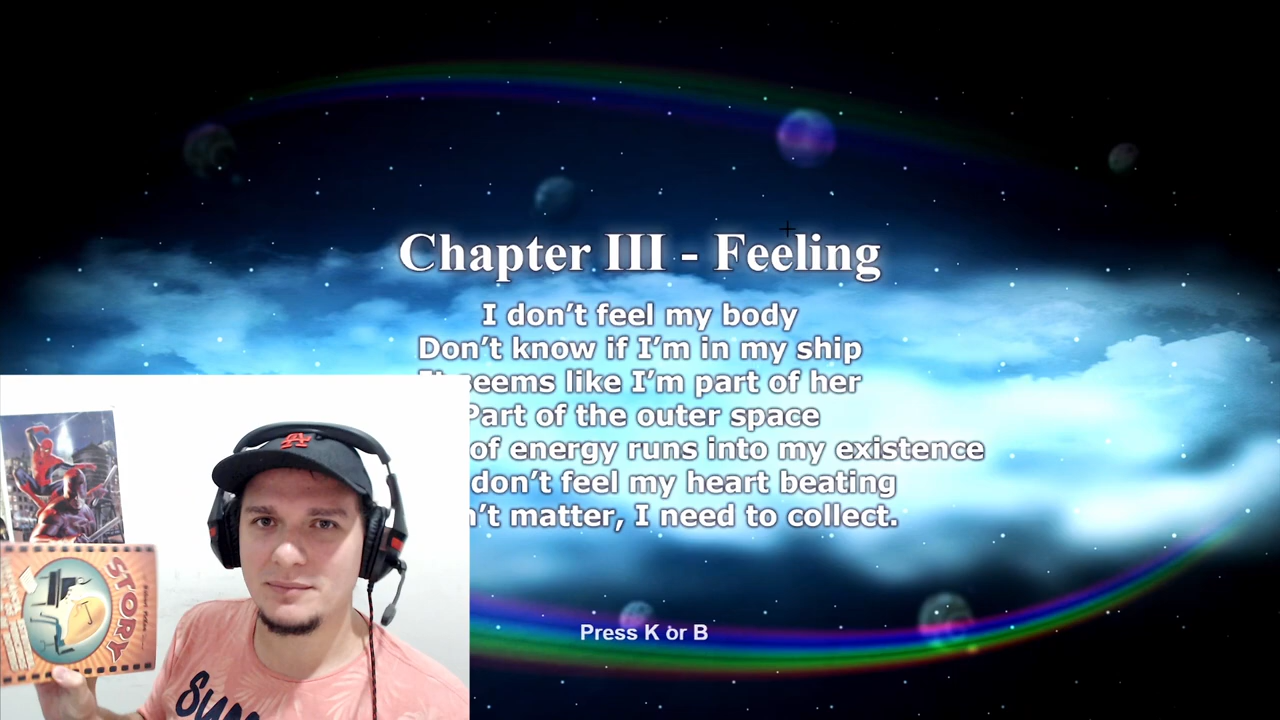 Chapter III - Feeling
I don’t feel my body
Don’t know if I’m in my ship
seems like I’m part of her
Part of the outer space
of energy runs into my existence
don’t feel my heart beating
matter, I need to collect.
Press K or B
STORY